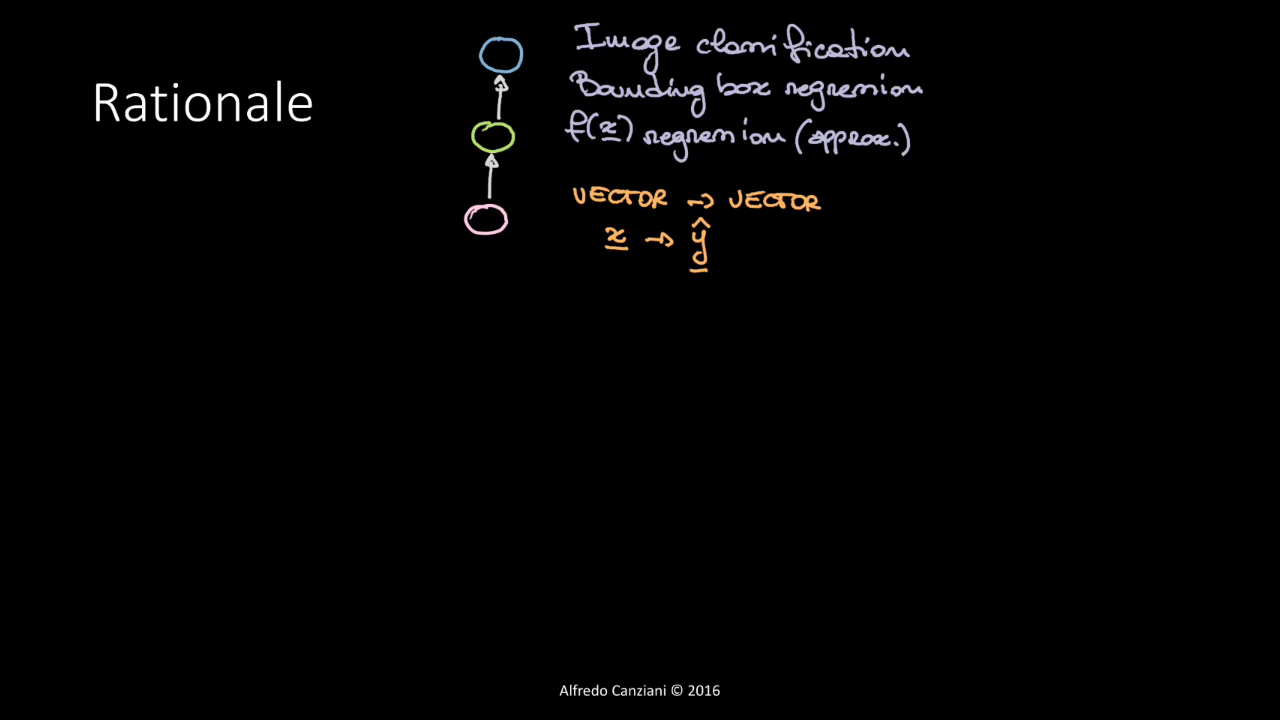 Rationale
Image classification
Bounding box regression
f(x) regression (approx.)
VECTOR → VECTOR
x → ŷ
Alfredo Canziani © 2016